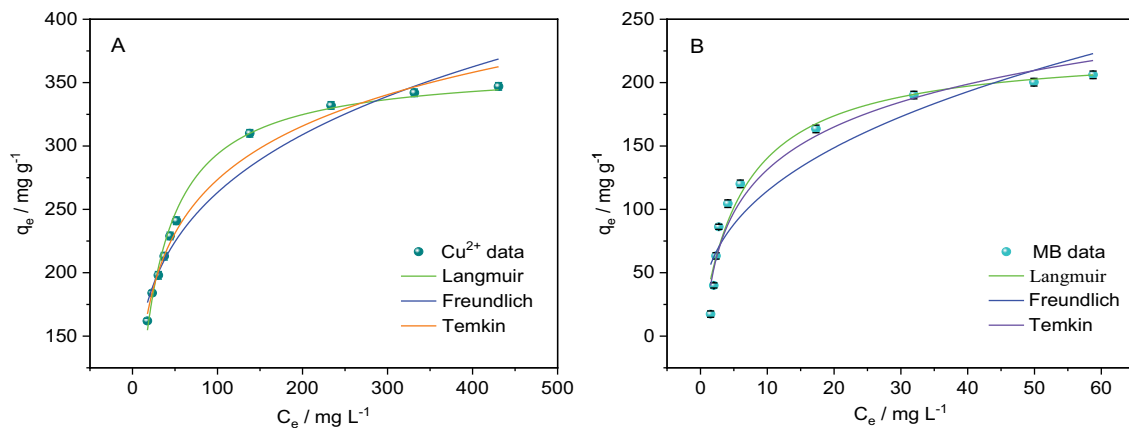 A
400
350
300
250
200
150
q_e / mg g⁻¹
0 100 200 300 400 500
C_e / mg L⁻¹
Cu²⁺ data
Langmuir
Freundlich
Temkin
B
250
200
150
100
50
0
q_e / mg g⁻¹
0 10 20 30 40 50 60
C_e / mg L⁻¹
MB data
Langmuir
Freundlich
Temkin